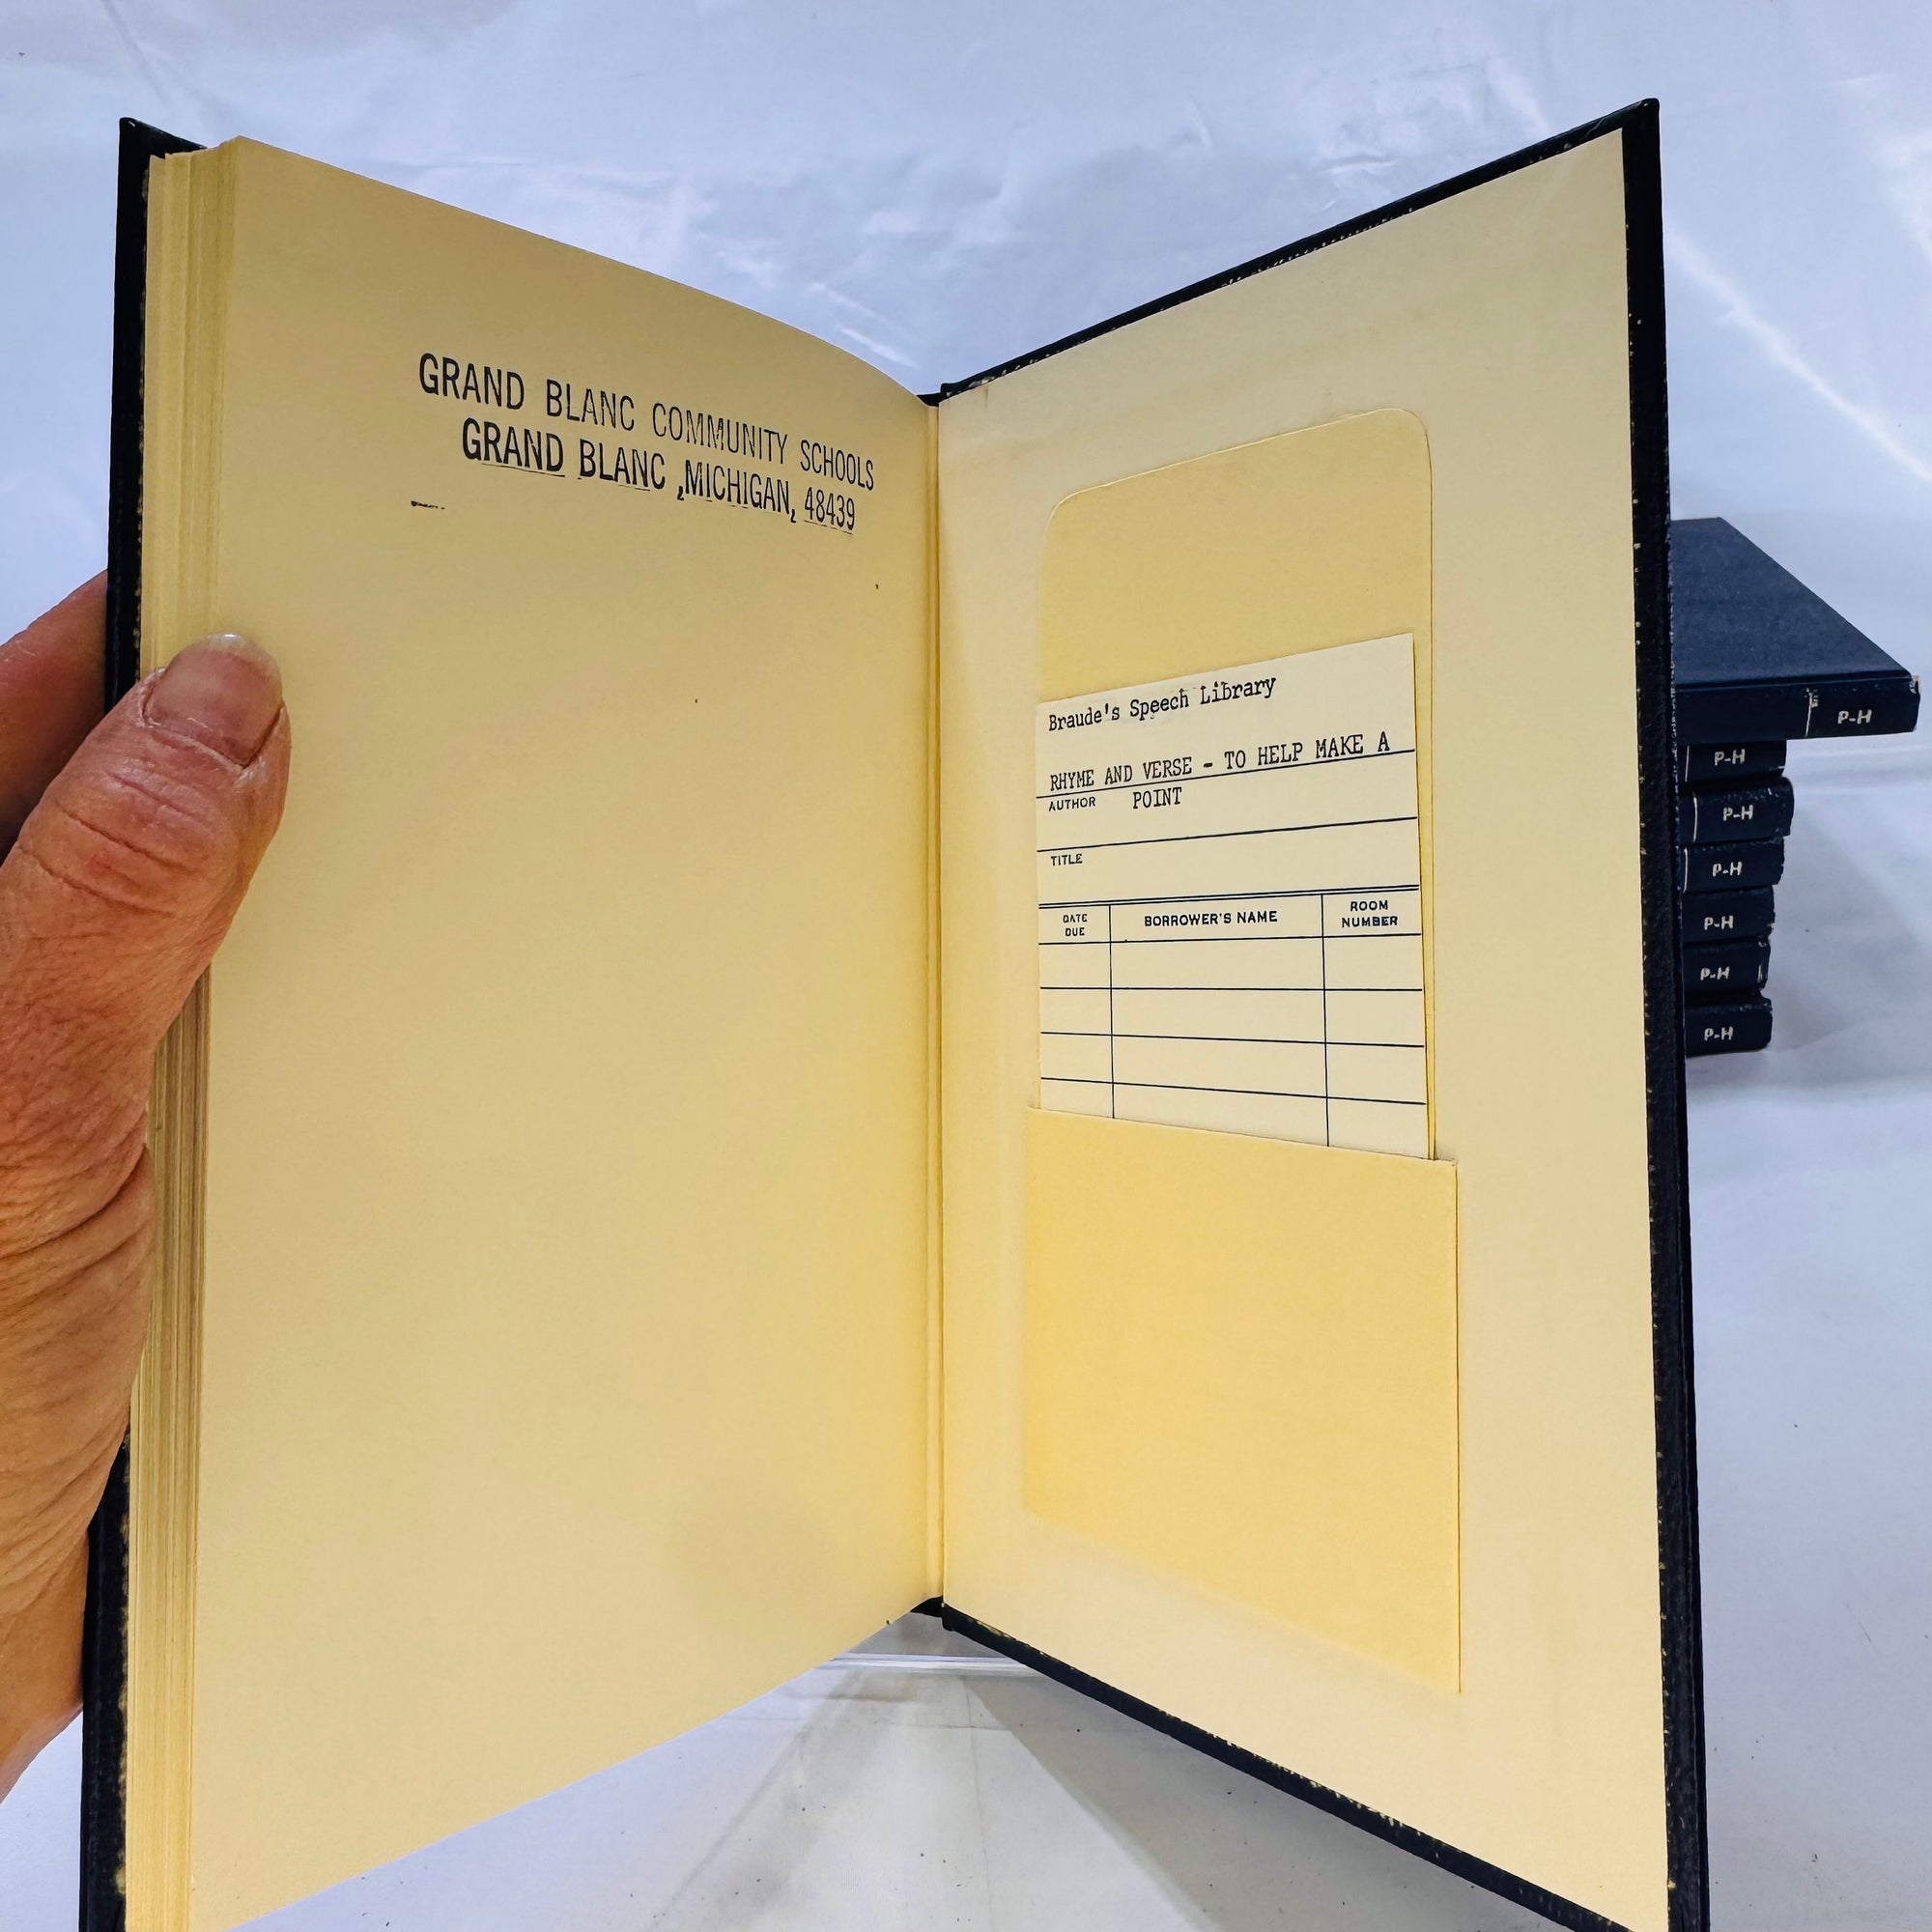 GRAND BLANC COMMUNITY SCHOOLS
GRAND BLANC ,MICHIGAN, 48439
Braude's Speech Library
RHYME AND VERSE - TO HELP MAKE A
AUTHOR POINT
TITLE
DATE DUE
BORROWER'S NAME
ROOM NUMBER
P-H
P-H
P-H
P-H
P-H
P-H
P-H